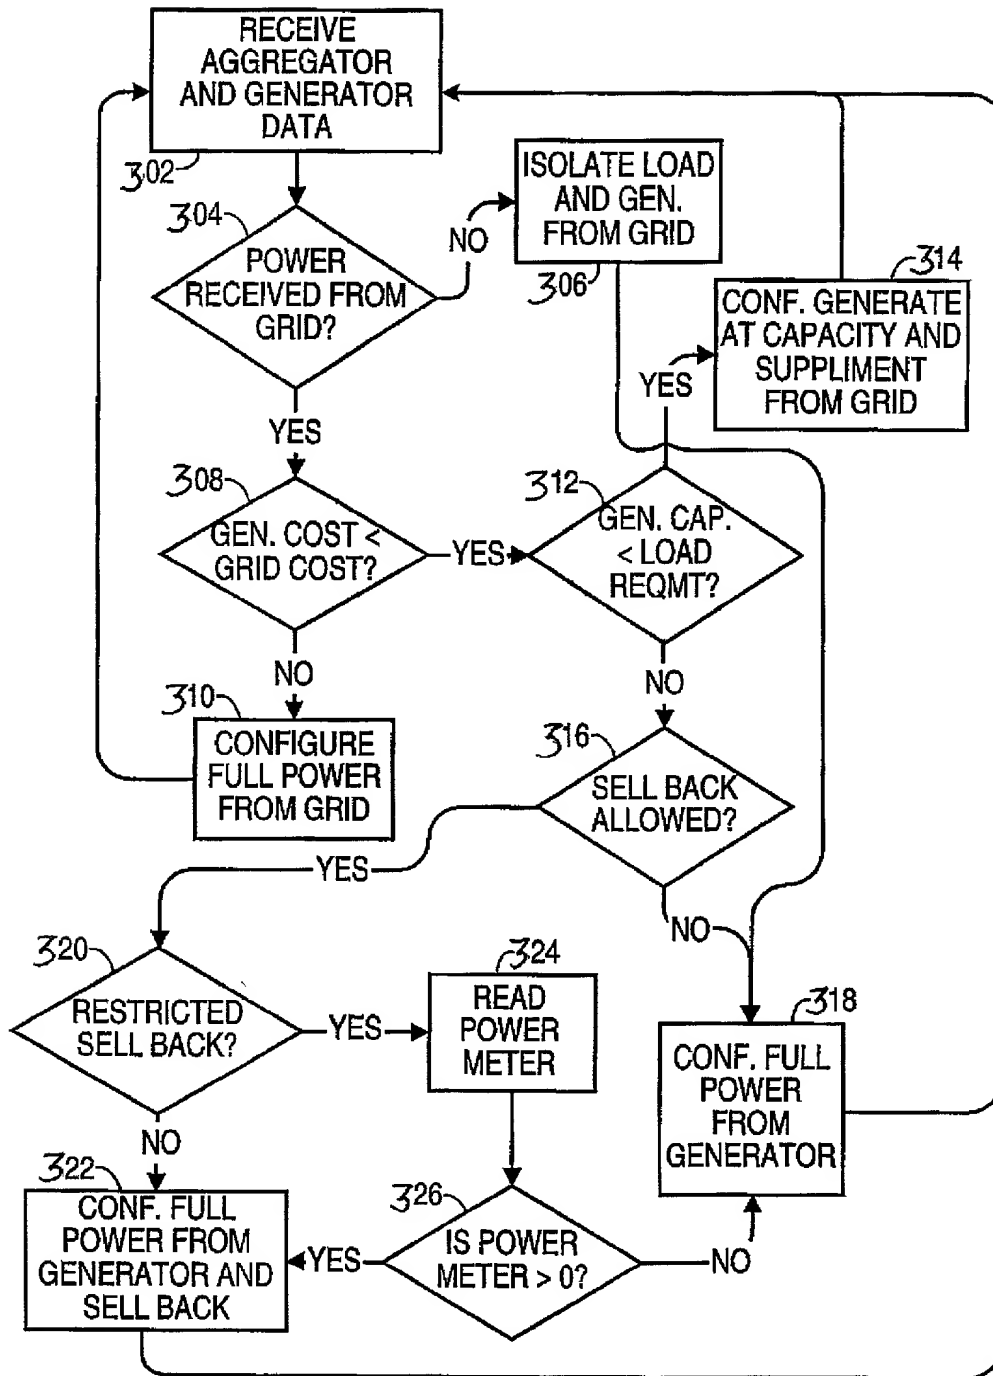 RECEIVE
AGGREGATOR
AND GENERATOR
DATA
302
304
POWER
RECEIVED FROM
GRID?
NO
ISOLATE LOAD
AND GEN.
FROM GRID
306
314
CONF. GENERATE
AT CAPACITY AND
SUPPLIMENT
FROM GRID
YES
YES
308
GEN. COST <
GRID COST?
YES
312
GEN. CAP.
< LOAD
REQMT?
NO
310
CONFIGURE
FULL POWER
FROM GRID
NO
316
SELL BACK
ALLOWED?
YES
NO
320
RESTRICTED
SELL BACK?
YES
324
READ
POWER
METER
318
CONF. FULL
POWER
FROM
GENERATOR
NO
322
CONF. FULL
POWER FROM
GENERATOR AND
SELL BACK
YES
326
IS POWER
METER > 0?
NO